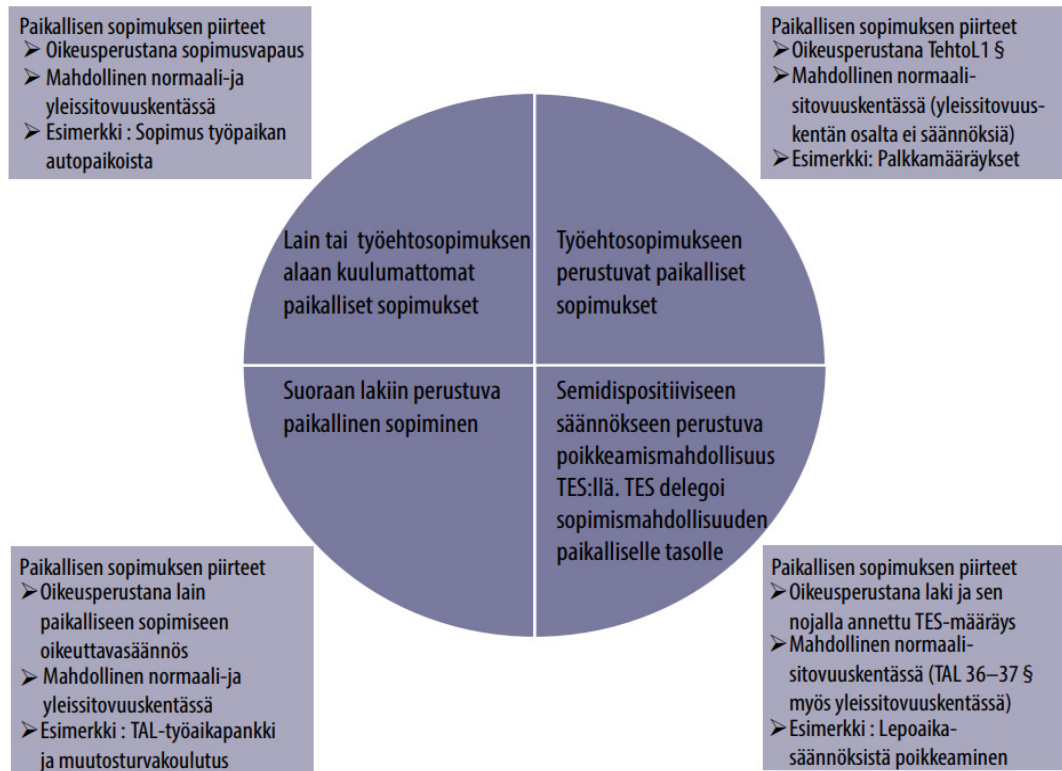 Paikallisen sopimuksen piirteet
➢ Oikeusperustana sopimusvapaus
➢ Mahdollinen normaali-ja
yleissitovuuskentässä
➢ Esimerkki : Sopimus työpaikan
autopaikoista
Paikallisen sopimuksen piirteet
➢ Oikeusperustana TehtoL1 §
➢ Mahdollinen normaali-
sitovuuskentässä (yleissitovuus-
kentän osalta ei säännöksiä)
➢ Esimerkki: Palkkamääräykset
Lain tai työehtosopimuksen
alaan kuulumattomat
paikalliset sopimukset
Työehtosopimukseen
perustuvat paikalliset
sopimukset
Suoraan lakiin perustuva
paikallinen sopiminen
Semidispositiiviseen
säännökseen perustuva
poikkeamismahdollisuus
TES:llä. TES delegoi
sopimismahdollisuuden
paikalliselle tasolle
Paikallisen sopimuksen piirteet
➢ Oikeusperustana lain
paikalliseen sopimiseen
oikeuttavasäännös
➢ Mahdollinen normaali-ja
yleissitovuuskentässä
➢ Esimerkki : TAL-työaikapankki
ja muutosturvakoulutus
Paikallisen sopimuksen piirteet
➢ Oikeusperustana laki ja sen
nojalla annettu TES-määräys
➢ Mahdollinen normaali-
sitovuuskentässä (TAL 36–37 §
myös yleissitovuuskentässä)
➢ Esimerkki : Lepoaika-
säännöksistä poikkeaminen